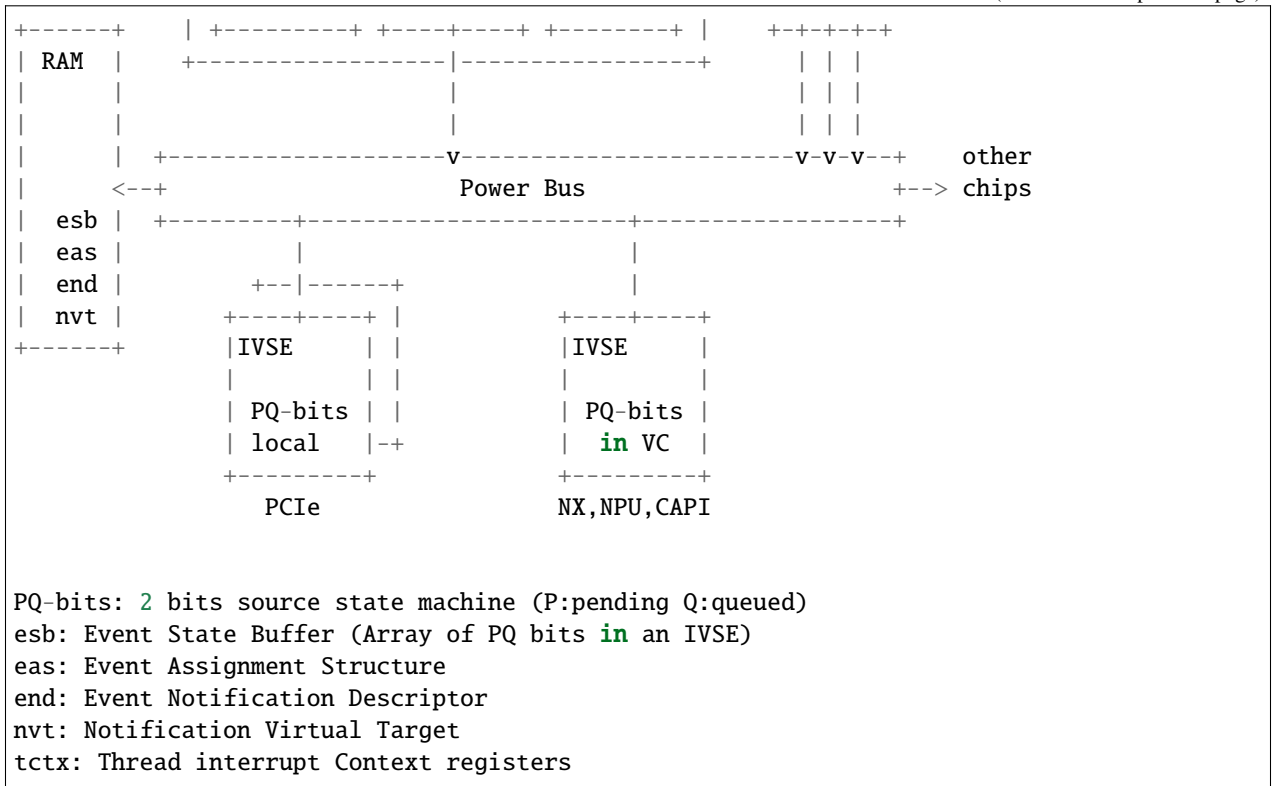 +------+    | +---------+ +----+----+ +--------+ |    +-+-+-+-+
| RAM  |    +------------------|-----------------+      | | |
|      |                       |                        | | |
|      |                       |                        | | |
|      |  +--------------------v------------------------v-v-v--+    other
|      <--+                     Power Bus                      +--> chips
|  esb |  +---------+-----------------------+------------------+
|  eas |            |                       |
|  end |         +--|------+                |
|  nvt |       +----+----+ |           +----+----+
+------+       |IVSE     | |           |IVSE     |
               |         | |           |         |
               | PQ-bits | |           | PQ-bits |
               | local   |-+           |  in VC  |
               +---------+             +---------+
                  PCIe                 NX,NPU,CAPI
PQ-bits: 2 bits source state machine (P:pending Q:queued)
esb: Event State Buffer (Array of PQ bits in an IVSE)
eas: Event Assignment Structure
end: Event Notification Descriptor
nvt: Notification Virtual Target
tctx: Thread interrupt Context registers